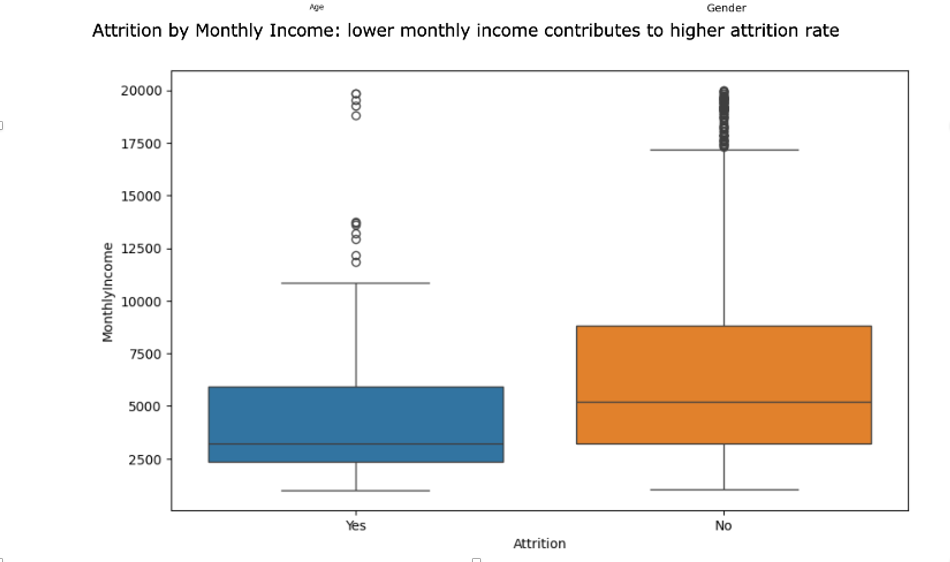 Age Gender
Attrition by Monthly Income: lower monthly income contributes to higher attrition rate
20000
17500
15000
12500
10000
7500
5000
2500
MonthlyIncome
Yes No
Attrition